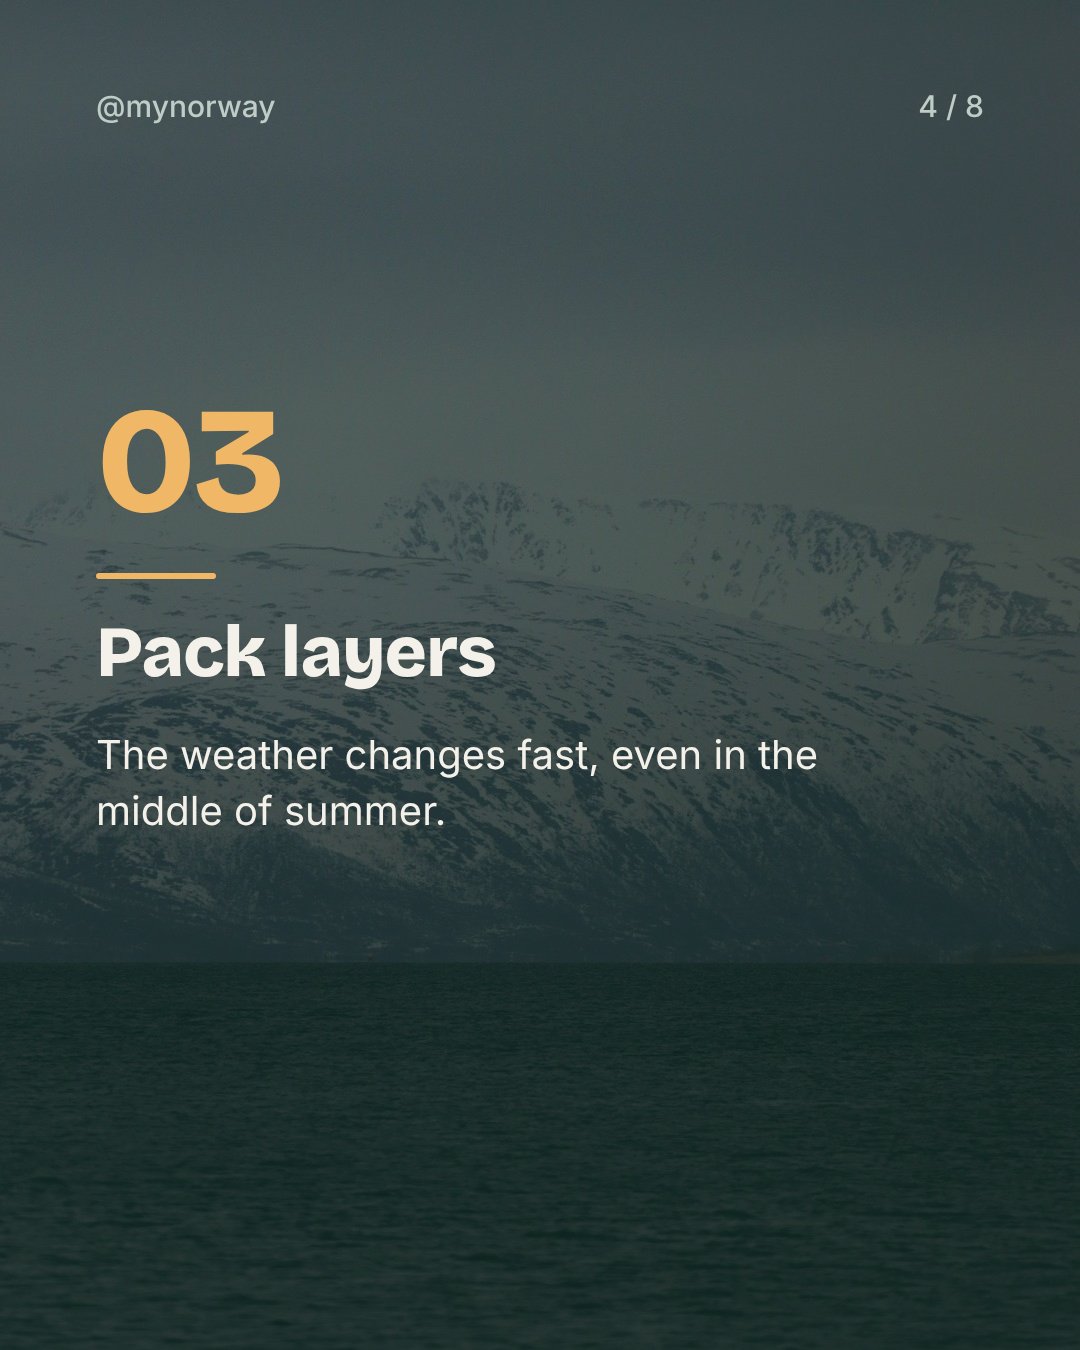 @mynorway
4 / 8
03
Pack layers
The weather changes fast, even in the
middle of summer.